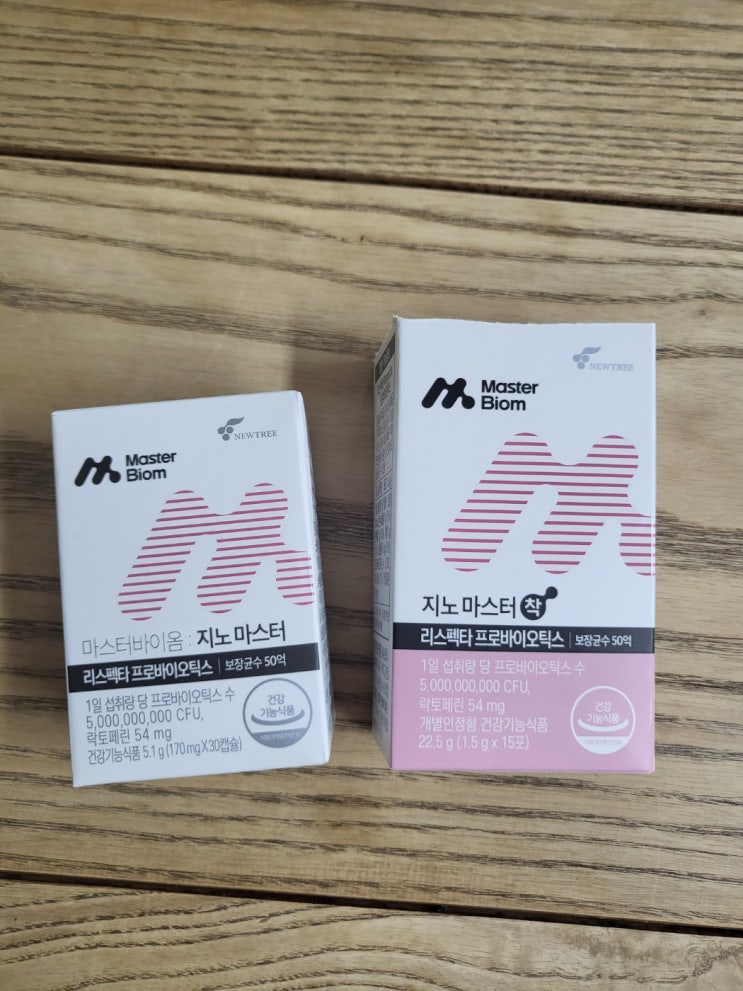 NEWTREE
Master
Biom
마스터바이옴 : 지노 마스터
리스펙타 프로바이오틱스 | 보장균수 50억
1일 섭취량 당 프로바이오틱스 수
5,000,000,000 CFU,
락토페린 54 mg
건강기능식품 5.1 g (170 mg X 30캡슐)
건강
기능식품
NEWTREE
Master
Biom
지노 마스터 착
리스펙타 프로바이오틱스 | 보장균수 50억
1일 섭취량 당 프로바이오틱스 수
5,000,000,000 CFU,
락토페린 54 mg
개별인정형 건강기능식품
22.5 g (1.5 g x 15포)
건강
기능식품